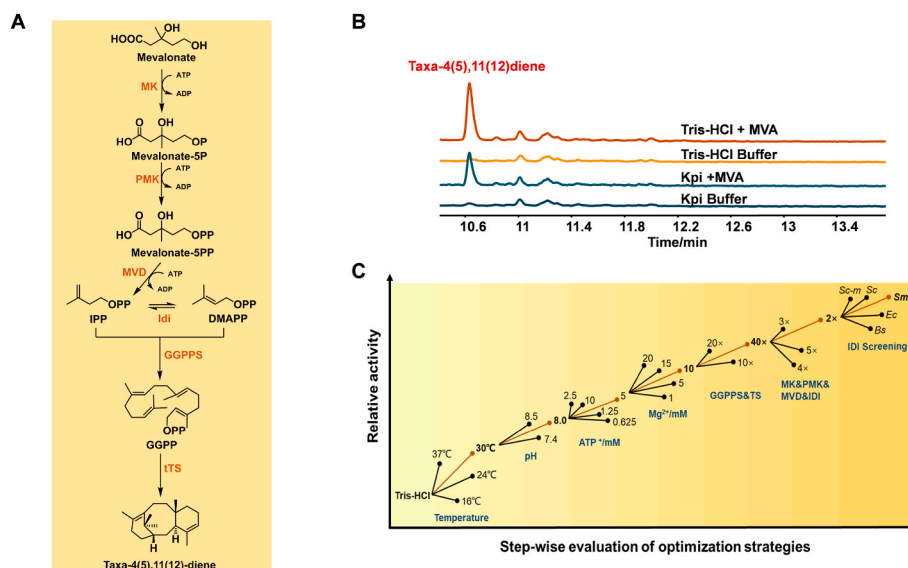 A
HOOC
OH
OH
Mevalonate
MK
ATP
ADP
O
OH
HO
OP
Mevalonate-5P
PMK
ATP
ADP
O
OH
HO
OPP
Mevalonate-5PP
MVD
ATP
ADP
OPP
OPP
IPP
Idi
DMAPP
GGPPS
OPP
GGPP
tTS
H
H
Taxa-4(5),11(12)-diene
B
Taxa-4(5),11(12)diene
Tris-HCl + MVA
Tris-HCl Buffer
Kpi +MVA
Kpi Buffer
10.6 11 11.4 11.8 12.2 12.6 13 13.4
Time/min
C
Relative activity
Tris-HCl
37℃
30℃
24℃
16℃
Temperature
8.5
8.0
7.4
pH
2.5
10
5
1.25
0.625
ATP ⁺/mM
20
15
10
5
1
Mg²⁺/mM
20×
40×
10×
GGPPS&TS
3×
2×
5×
4×
MK&PMK&
MVD&IDI
Sc-m
Sc
Sm
Ec
Bs
IDI Screening
Step-wise evaluation of optimization strategies